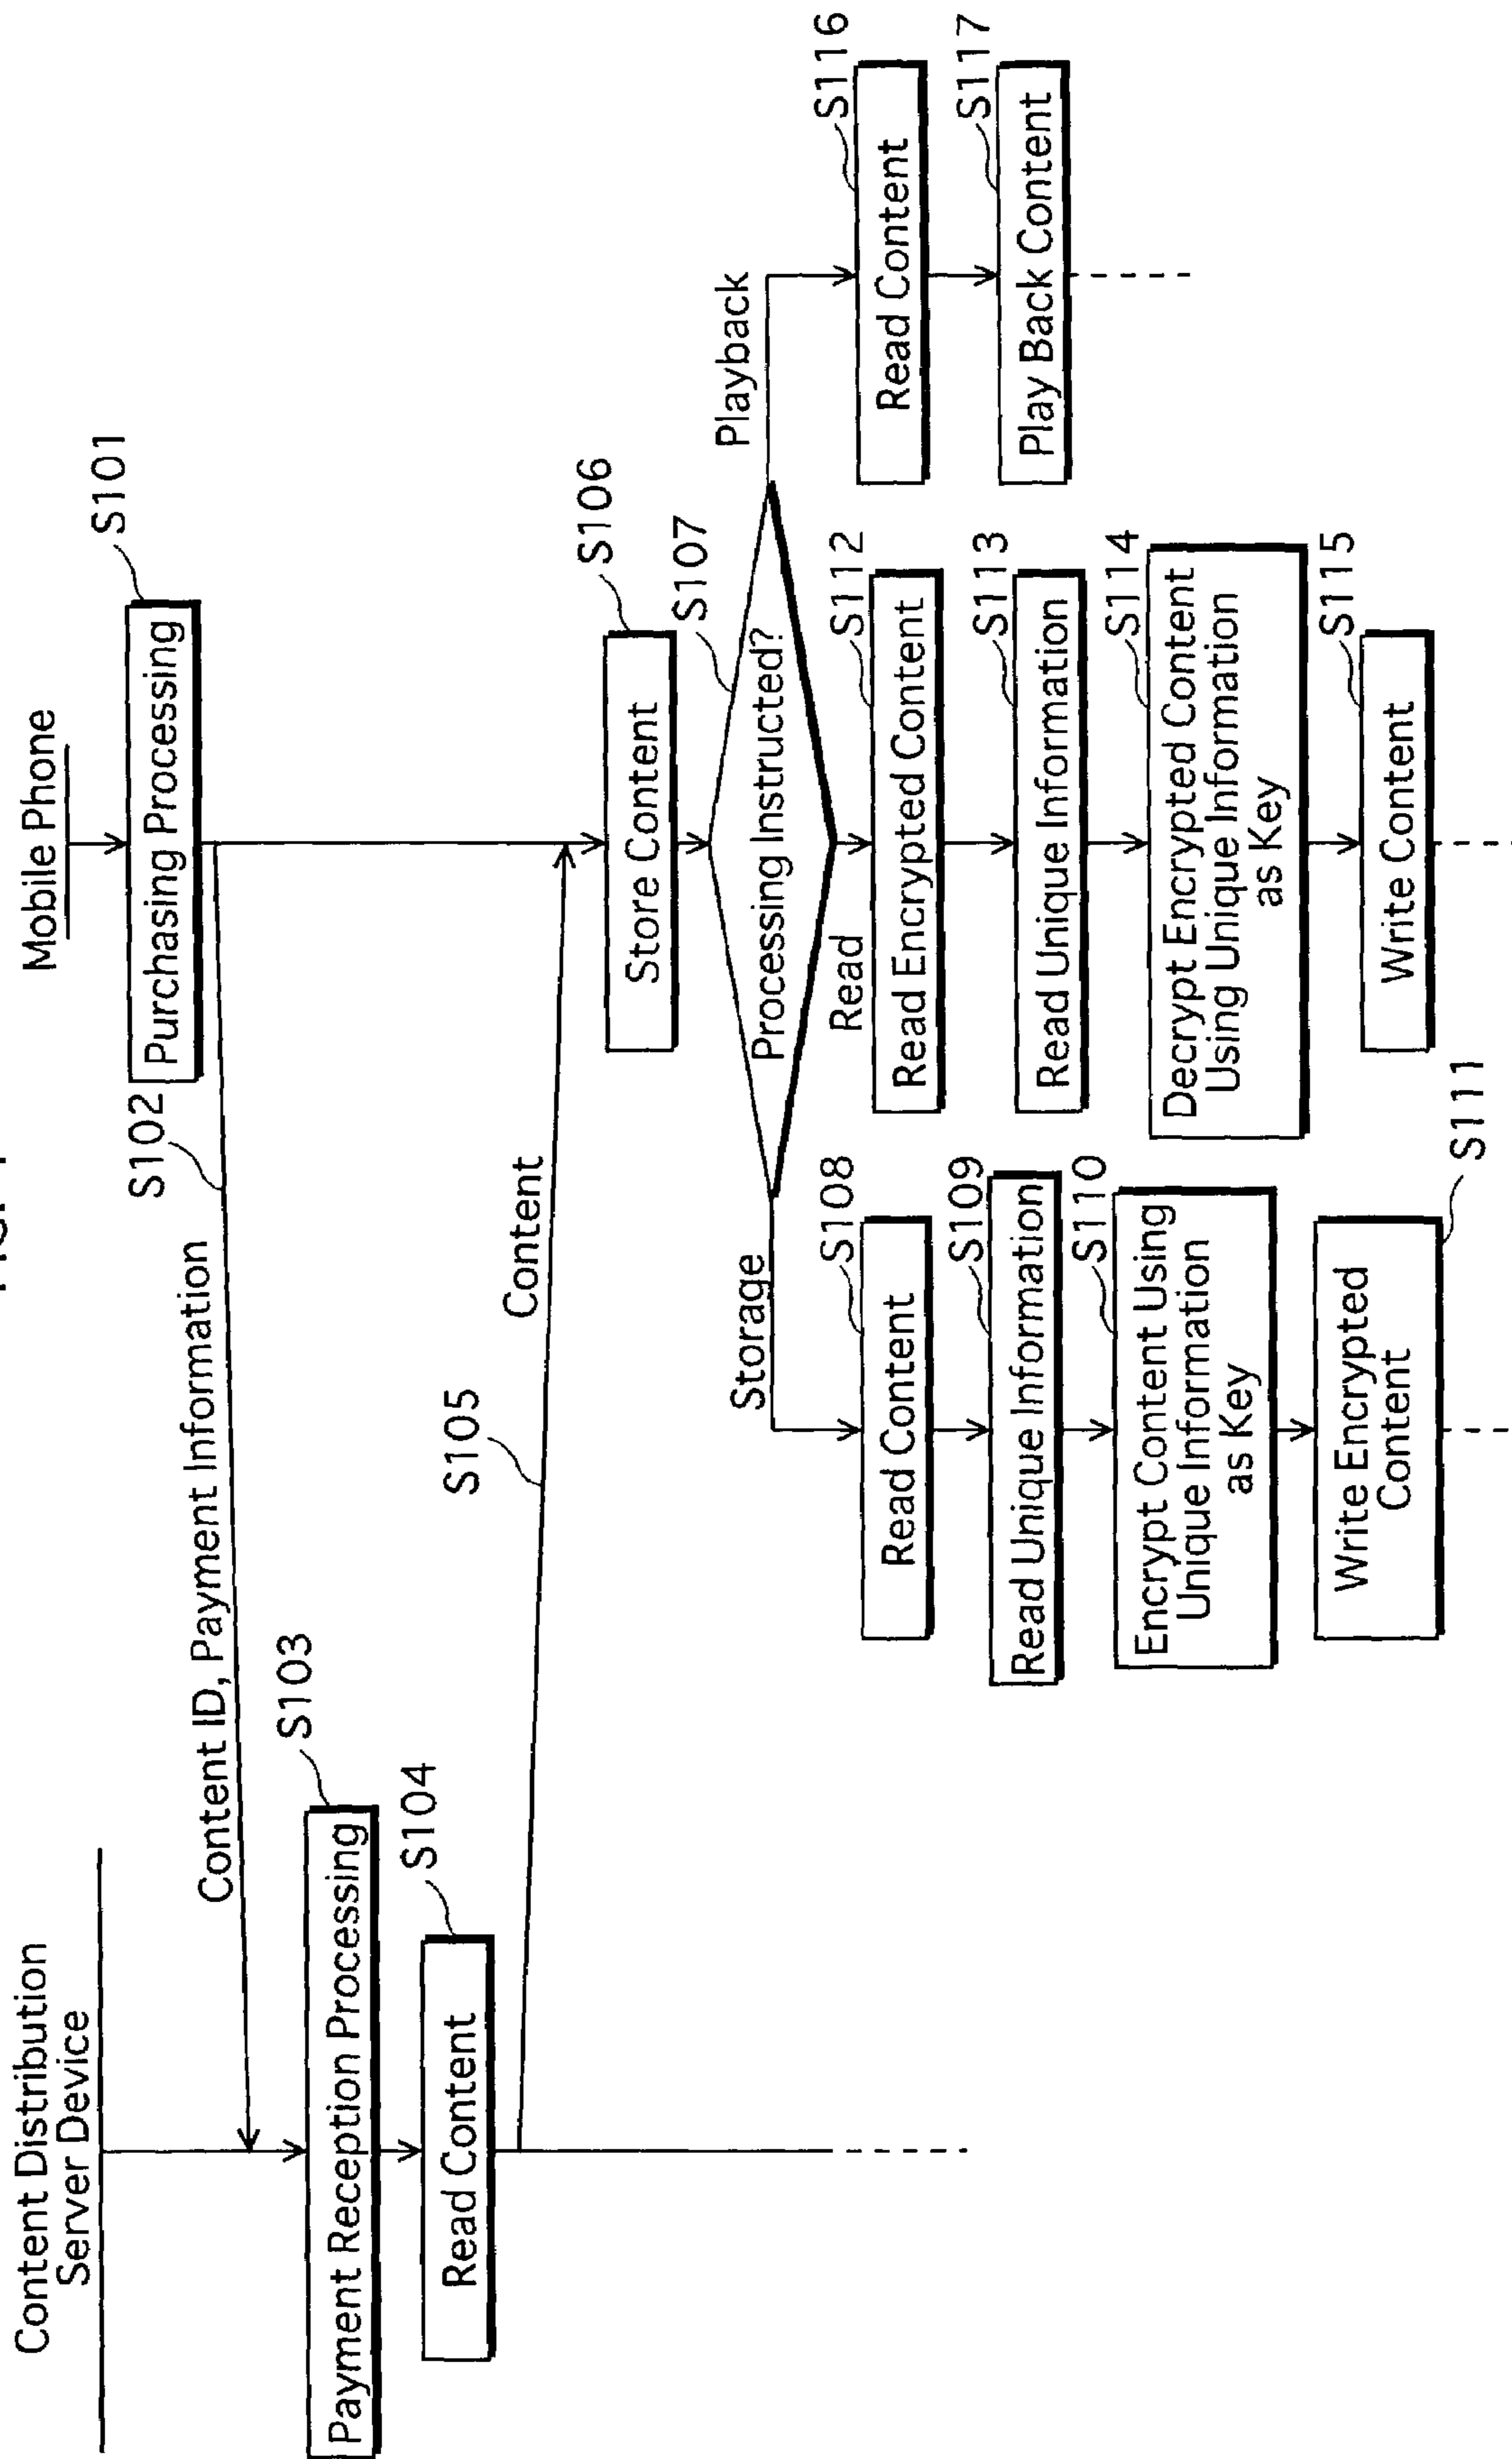 Content Distribution
Server Device
Mobile Phone
Purchasing Processing
S101
S102
Content ID, Payment Information
Payment Reception Processing
S103
Read Content
S104
S105
Content
Store Content
S106
Processing Instructed?
S107
Storage
Read
Playback
Read Content
S108
Read Unique Information
S109
Encrypt Content Using
Unique Information
as Key
S110
Write Encrypted
Content
S111
Read Encrypted Content
S112
Read Unique Information
S113
Decrypt Encrypted Content
Using Unique Information
as Key
S114
Write Content
S115
Read Content
S116
Play Back Content
S117